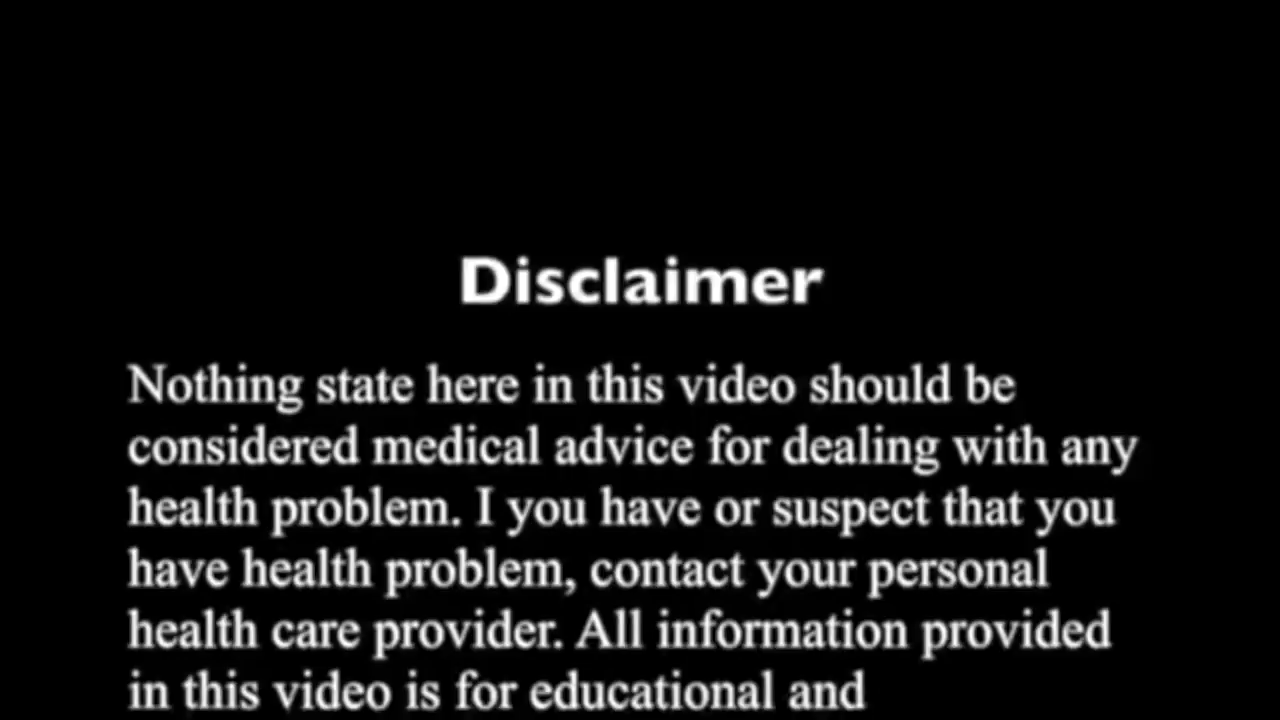 Disclaimer
Nothing state here in this video should be
considered medical advice for dealing with any
health problem. I you have or suspect that you
have health problem, contact your personal
health care provider. All information provided
in this video is for educational and